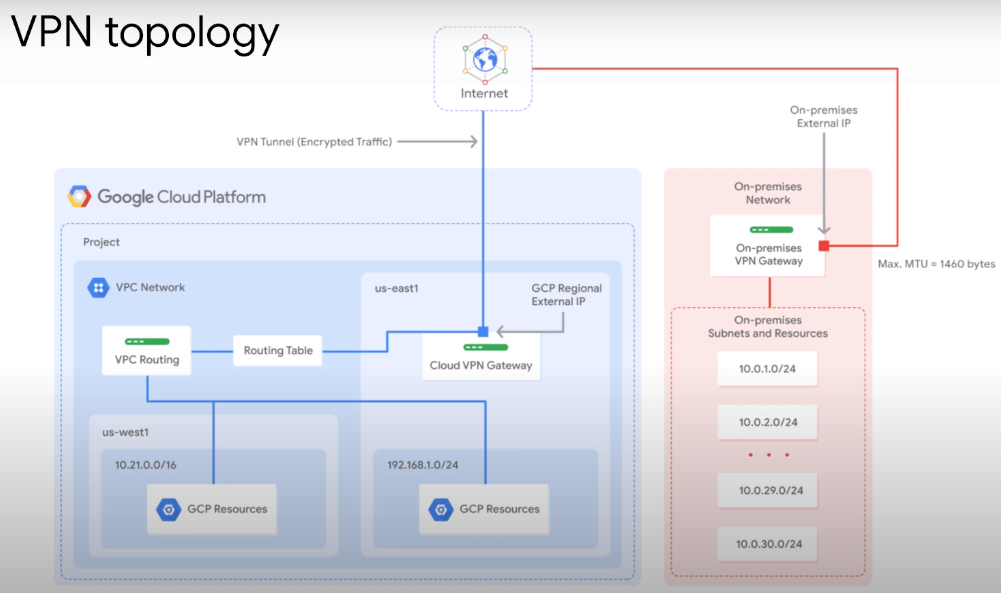 VPN topology
Internet
VPN Tunnel (Encrypted Traffic)
On-premises
External IP
Google Cloud Platform
Project
VPC Network
us-east1
GCP Regional
External IP
VPC Routing
Routing Table
Cloud VPN Gateway
us-west1
10.21.0.0/16
GCP Resources
192.168.1.0/24
GCP Resources
On-premises
Network
On-premises
VPN Gateway
Max. MTU = 1460 bytes
On-premises
Subnets and Resources
10.0.1.0/24
10.0.2.0/24
10.0.29.0/24
10.0.30.0/24